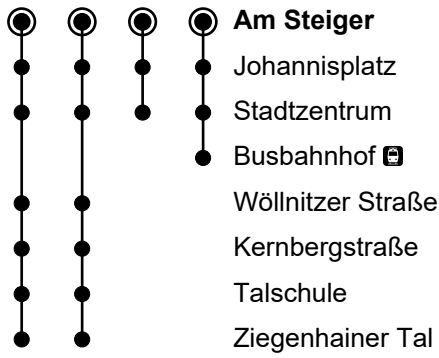 Am Steiger
Johannisplatz
Stadtzentrum
Busbahnhof
Wöllnitzer Straße
Kernbergstraße
Talschule
Ziegenhainer Tal